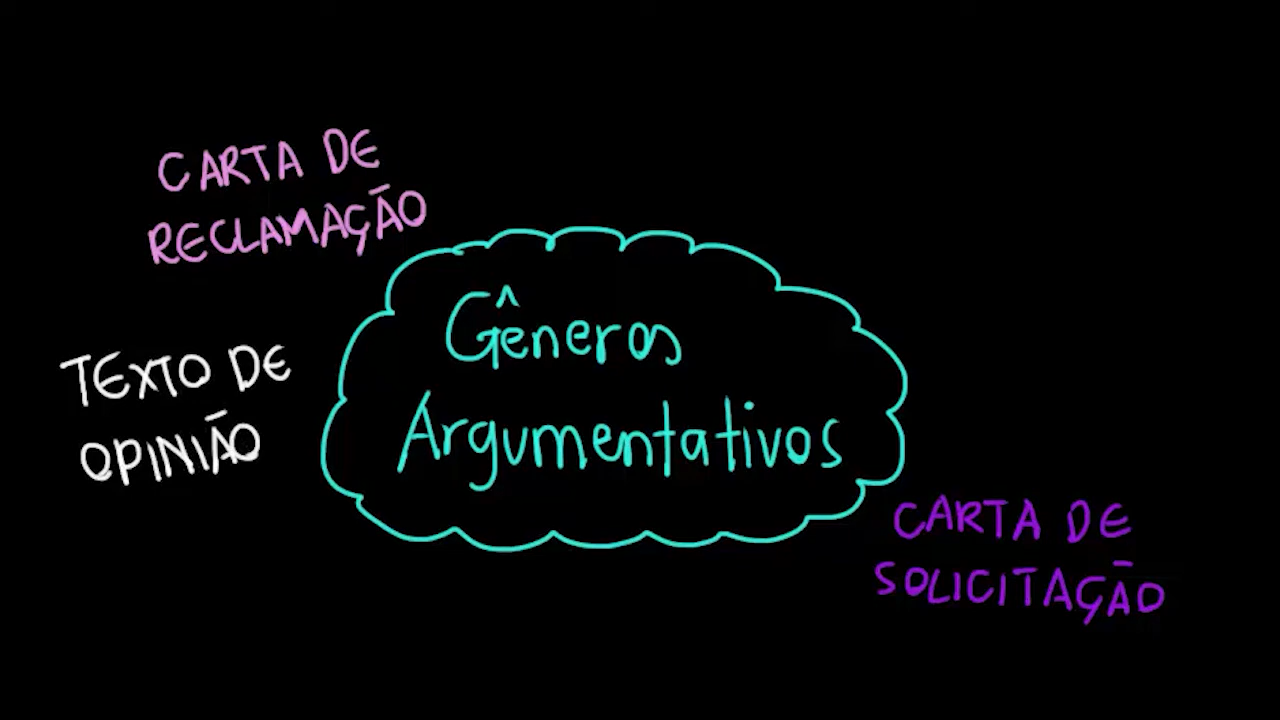 CARTA DE
RECLAMAÇÃO
TEXTO DE
OPINIÃO
Gêneros
Argumentativos
CARTA DE
SOLICITAÇÃO